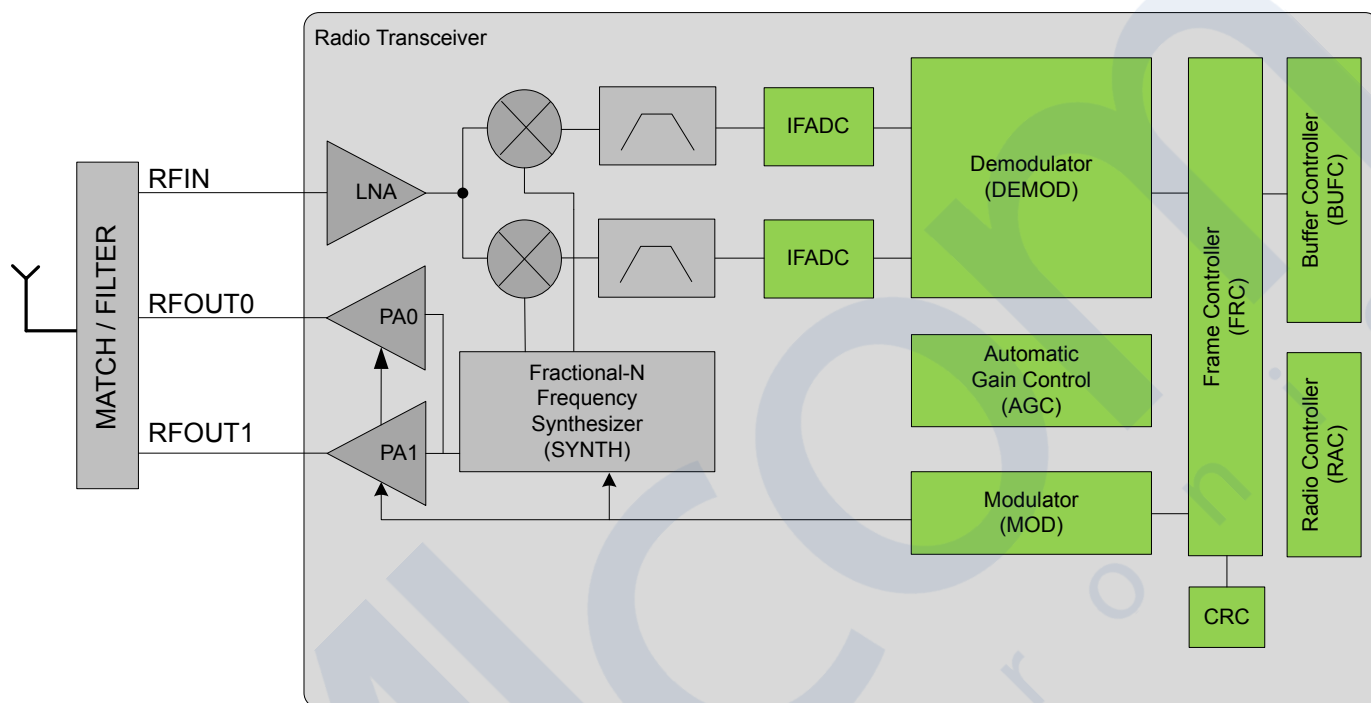 Radio Transceiver
MATCH / FILTER
RFIN
RFOUT0
RFOUT1
LNA
PA0
PA1
Fractional-N
Frequency
Synthesizer
(SYNTH)
IFADC
IFADC
Demodulator
(DEMOD)
Automatic
Gain Control
(AGC)
Modulator
(MOD)
Frame Controller
(FRC)
CRC
Buffer Controller
(BUFC)
Radio Controller
(RAC)